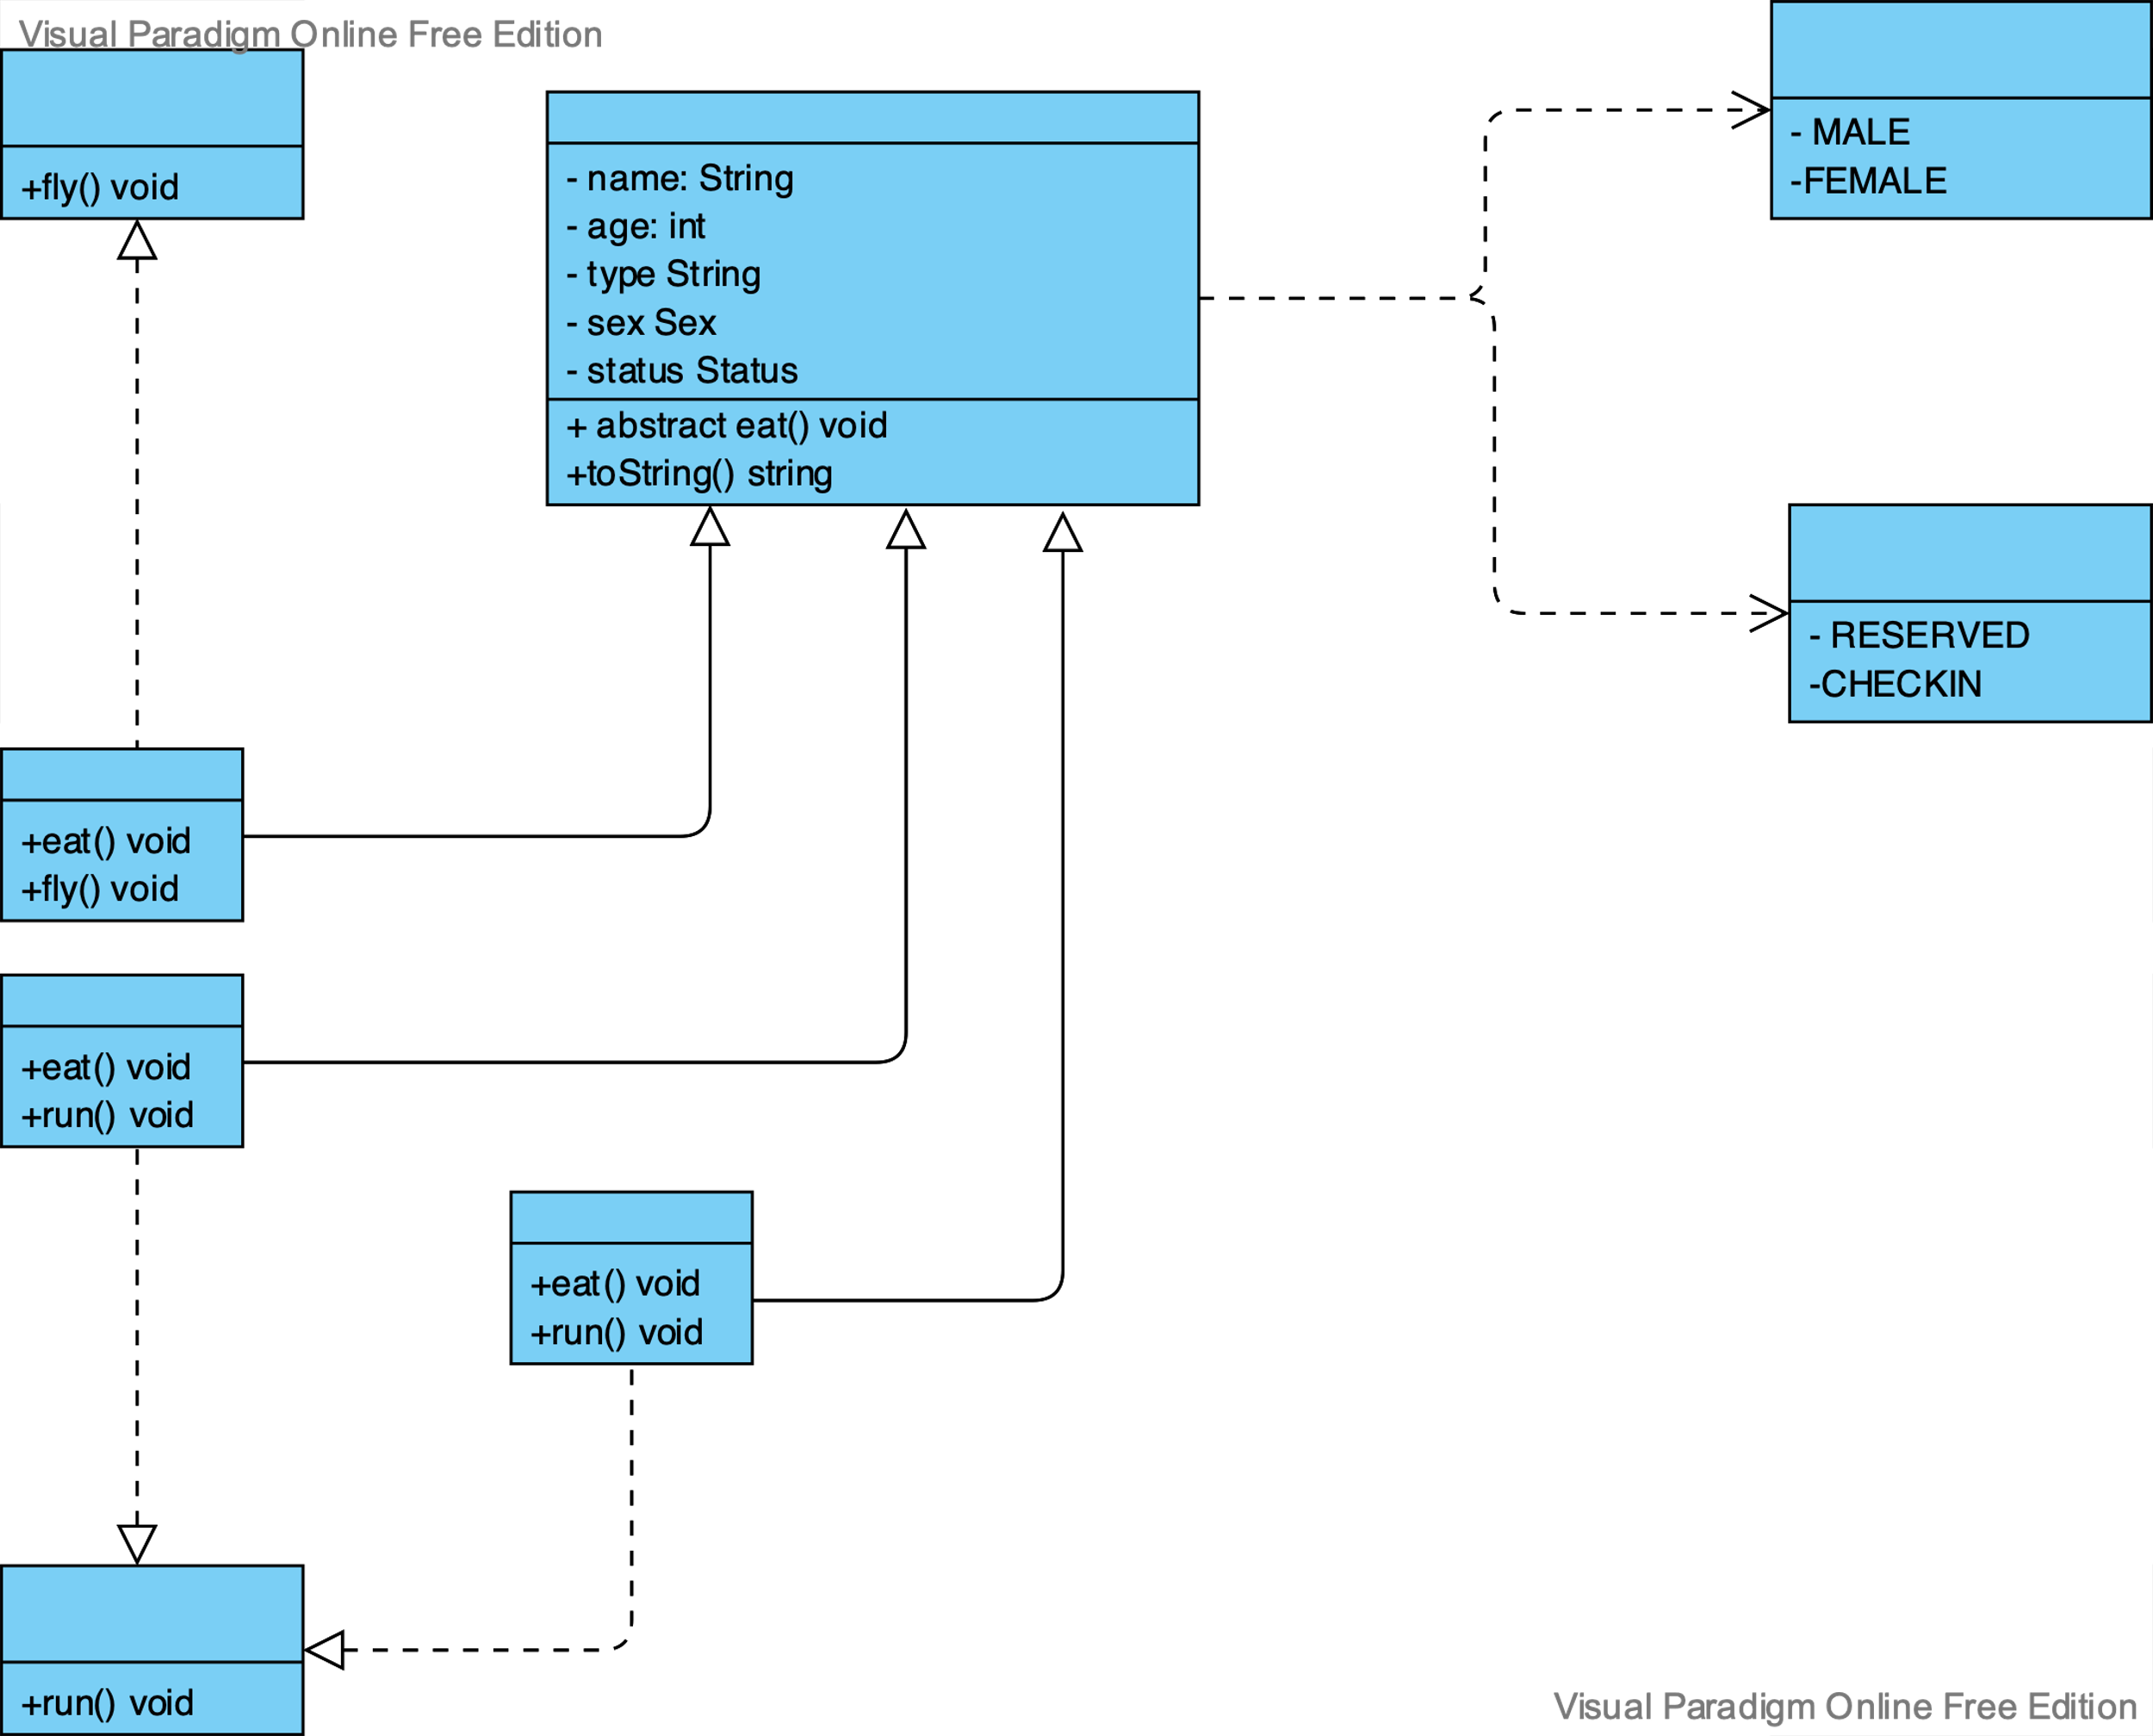 Visual Paradigm Online Free Edition
+fly() void
- name: String
- age: int
- type String
- sex Sex
- status Status
+ abstract eat() void
+toString() string
- MALE
-FEMALE
- RESERVED
-CHECKIN
+eat() void
+fly() void
+eat() void
+run() void
+eat() void
+run() void
+run() void
Visual Paradigm Online Free Edition